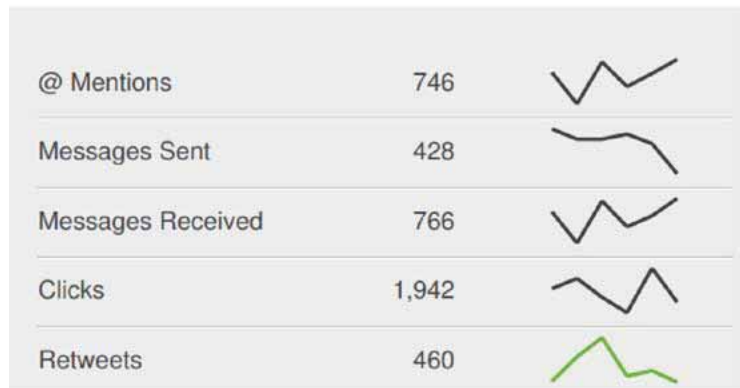 @ Mentions 746
Messages Sent 428
Messages Received 766
Clicks 1,942
Retweets 460